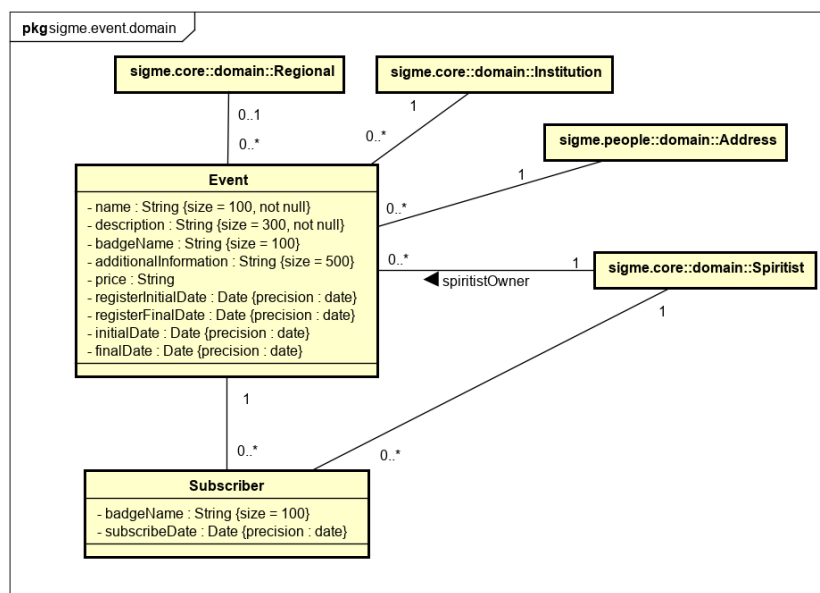 pkg sigme.event.domain
sigme.core::domain::Regional
sigme.core::domain::Institution
0..1
1
0..*
0..*
sigme.people::domain::Address
1
0..*
Event
- name : String {size = 100, not null}
- description : String {size = 300, not null}
- badgeName : String {size = 100}
- additionalInformation : String {size = 500}
- price : String
- registerInitialDate : Date {precision : date}
- registerFinalDate : Date {precision : date}
- initialDate : Date {precision : date}
- finalDate : Date {precision : date}
0..*
1
spiritistOwner
sigme.core::domain::Spiritist
1
1
0..*
0..*
Subscriber
- badgeName : String {size = 100}
- subscribeDate : Date {precision : date}